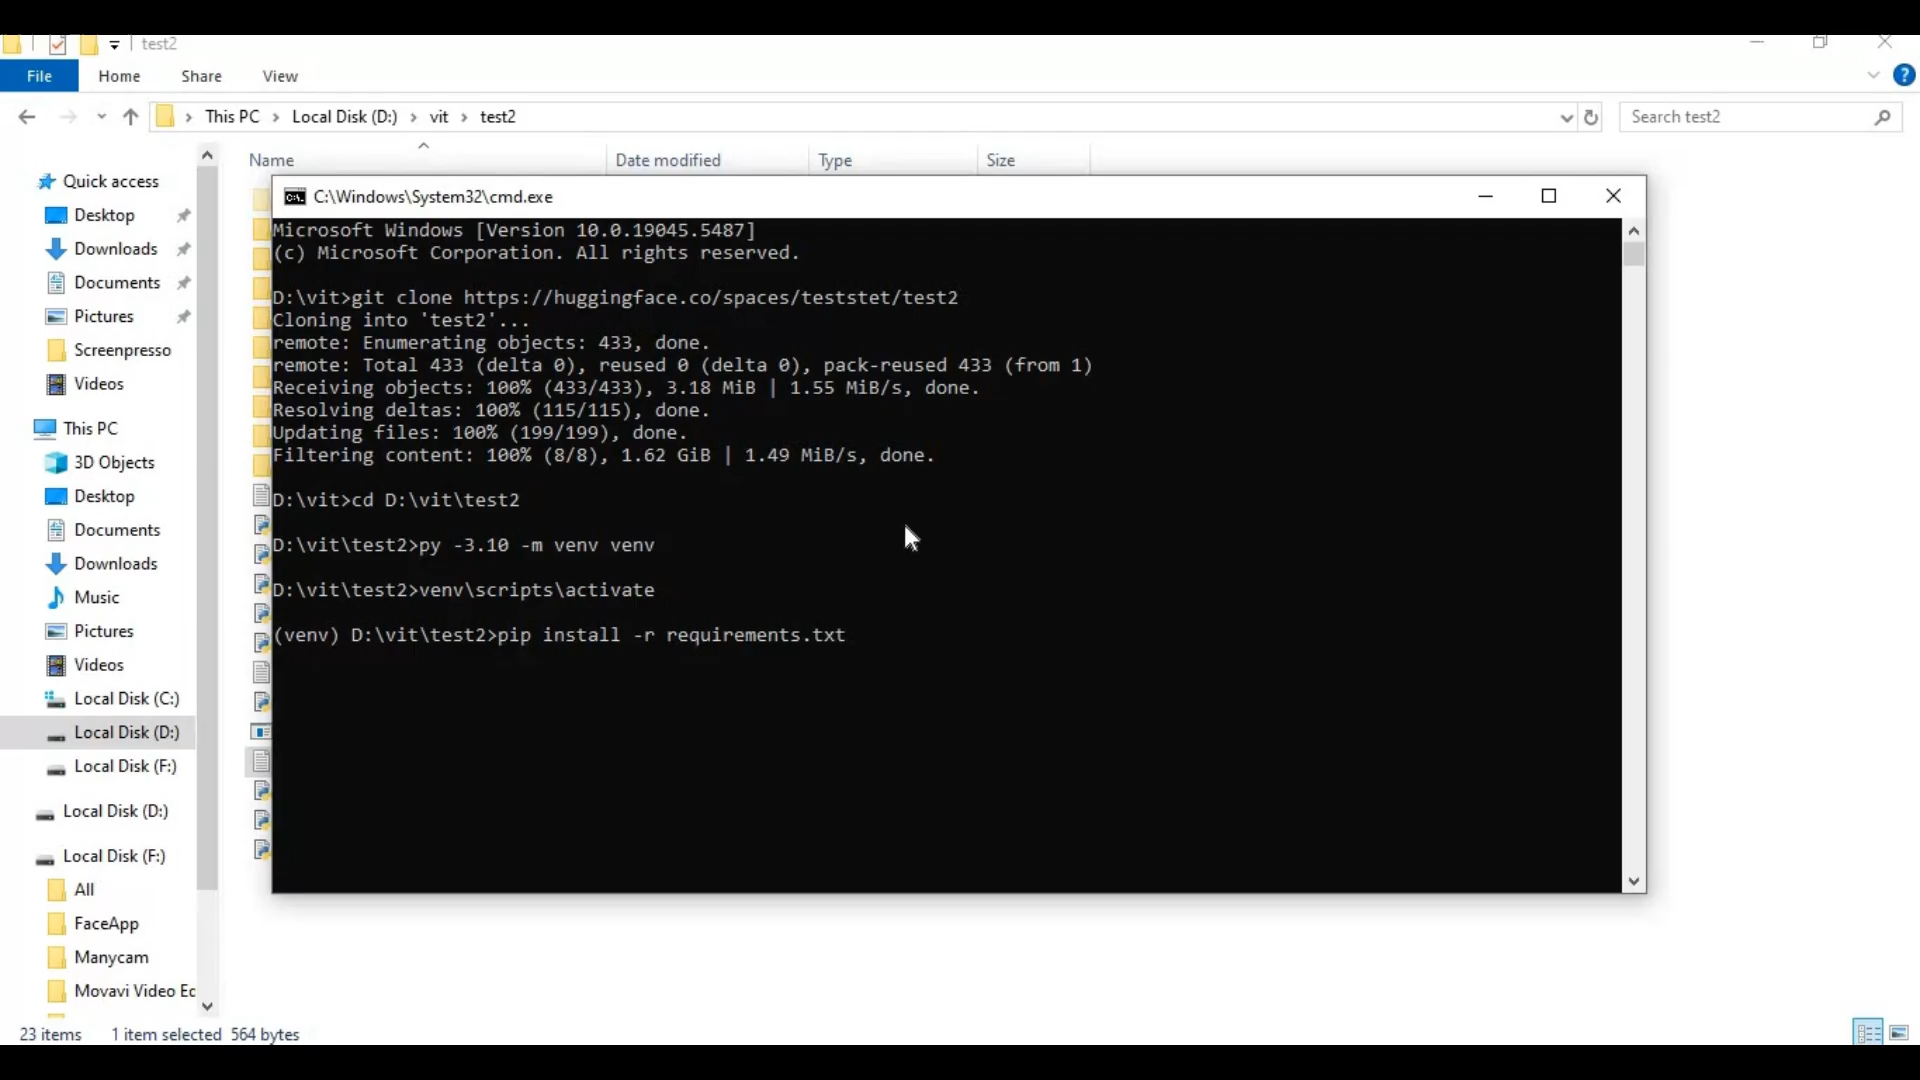 test2
File Home Share View
This PC > Local Disk (D:) > vit > test2
Search test2
Name Date modified Type Size
Quick access
Desktop
Downloads
Documents
Pictures
Screenpresso
Videos
This PC
3D Objects
Desktop
Documents
Downloads
Music
Pictures
Videos
Local Disk (C:)
Local Disk (D:)
Local Disk (F:)
Local Disk (D:)
Local Disk (F:)
All
FaceApp
Manycam
Movavi Video Ec
C:\Windows\System32\cmd.exe
Microsoft Windows [Version 10.0.19045.5487]
(c) Microsoft Corporation. All rights reserved.
D:\vit>git clone https://huggingface.co/spaces/teststet/test2
Cloning into 'test2'...
remote: Enumerating objects: 433, done.
remote: Total 433 (delta 0), reused 0 (delta 0), pack-reused 433 (from 1)
Receiving objects: 100% (433/433), 3.18 MiB | 1.55 MiB/s, done.
Resolving deltas: 100% (115/115), done.
Updating files: 100% (199/199), done.
Filtering content: 100% (8/8), 1.62 GiB | 1.49 MiB/s, done.
D:\vit>cd D:\vit\test2
D:\vit\test2>py -3.10 -m venv venv
D:\vit\test2>venv\scripts\activate
(venv) D:\vit\test2>pip install -r requirements.txt
23 items 1 item selected 564 bytes